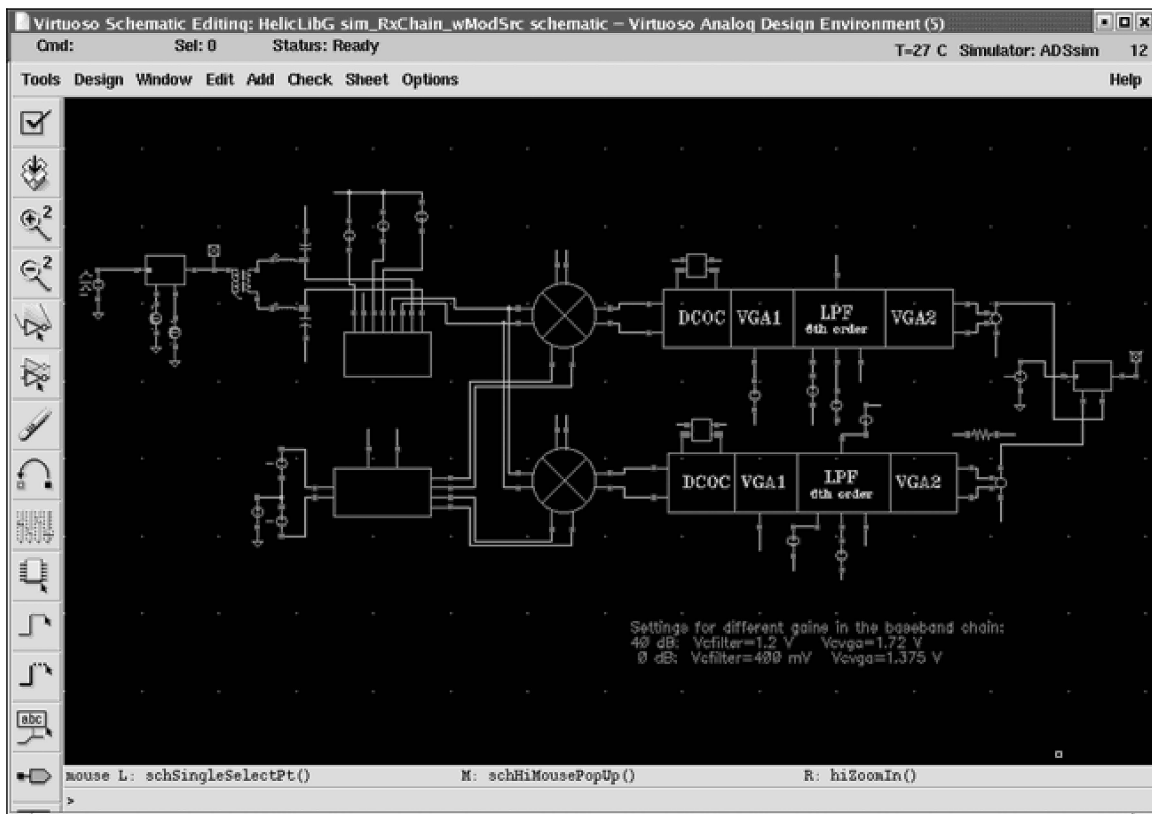 Virtuoso Schematic Editing: HelicLibG sim_RxChain_wModSrc schematic – Virtuoso Analog Design Environment (5)
Cmd: Sel: 0 Status: Ready T=27 C Simulator: ADSsim 12
Tools Design Window Edit Add Check Sheet Options Help
2
2
DCOC VGA1 LPF 6th order VGA2
DCOC VGA1 LPF 6th order VGA2
Settings for different gains in the baseband chain:
40 dB: Vcfilter=1.2 V Vcvga=1.72 V
0 dB: Vcfilter=400 mV Vcvga=1.375 V
abc
mouse L: schSingleSelectPt() M: schHiMousePopUp() R: hiZoomIn()
>